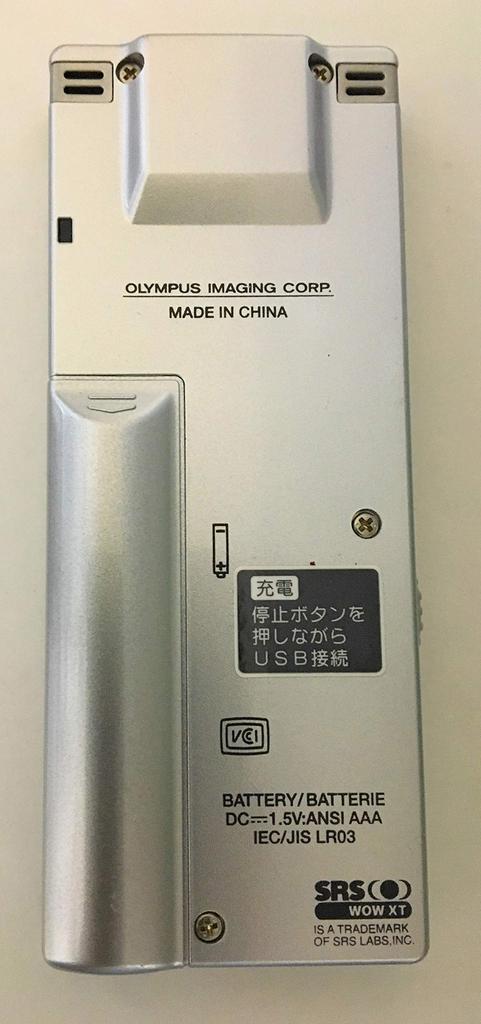 OLYMPUS IMAGING CORP.
MADE IN CHINA
充電
停止ボタンを
押しながら
USB接続
VCI
BATTERY/BATTERIE
DC⎓1.5V:ANSI AAA
IEC/JIS LR03
SRS
WOW XT
IS A TRADEMARK
OF SRS LABS,INC.